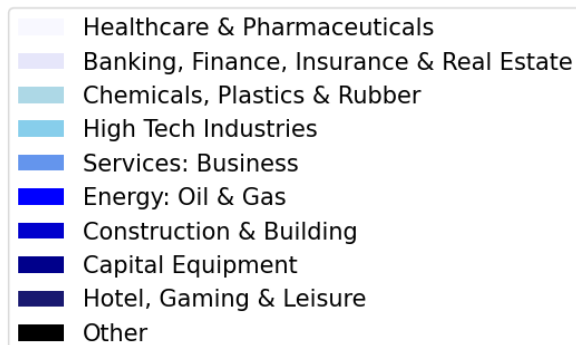 Healthcare & Pharmaceuticals
Banking, Finance, Insurance & Real Estate
Chemicals, Plastics & Rubber
High Tech Industries
Services: Business
Energy: Oil & Gas
Construction & Building
Capital Equipment
Hotel, Gaming & Leisure
Other